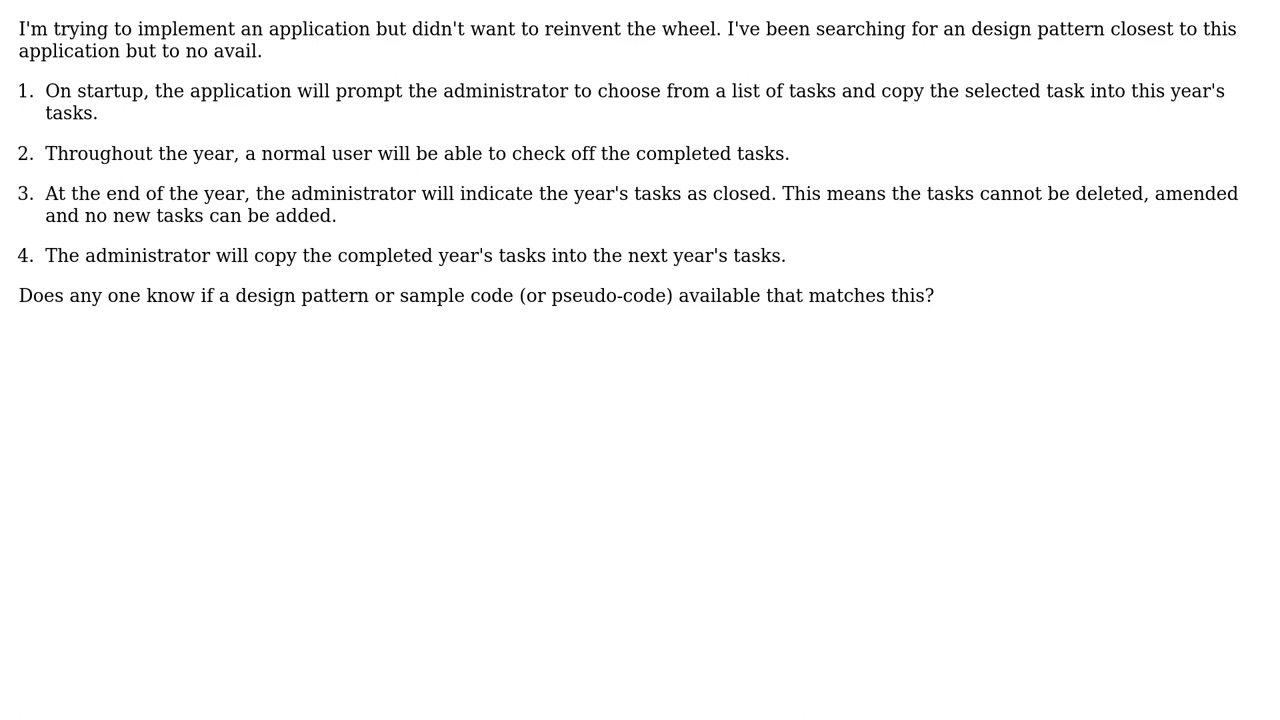 I'm trying to implement an application but didn't want to reinvent the wheel. I've been searching for an design pattern closest to this
application but to no avail.
1. On startup, the application will prompt the administrator to choose from a list of tasks and copy the selected task into this year's
tasks.
2. Throughout the year, a normal user will be able to check off the completed tasks.
3. At the end of the year, the administrator will indicate the year's tasks as closed. This means the tasks cannot be deleted, amended
and no new tasks can be added.
4. The administrator will copy the completed year's tasks into the next year's tasks.
Does any one know if a design pattern or sample code (or pseudo-code) available that matches this?